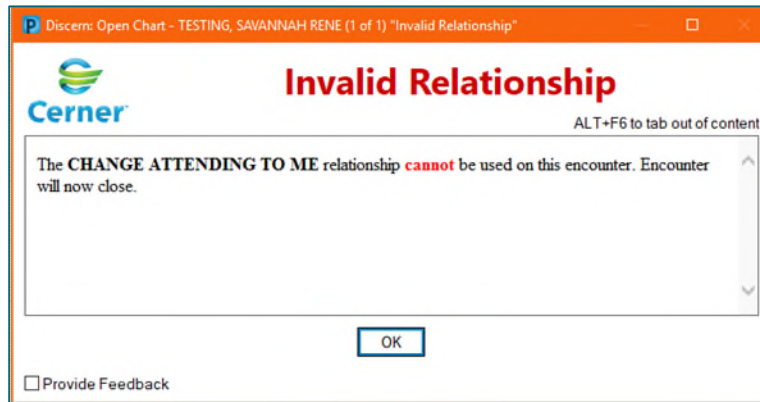 Discern: Open Chart - TESTING, SAVANNAH RENE (1 of 1) "Invalid Relationship"
Cerner
Invalid Relationship
ALT+F6 to tab out of content
The CHANGE ATTENDING TO ME relationship cannot be used on this encounter. Encounter
will now close.
OK
Provide Feedback